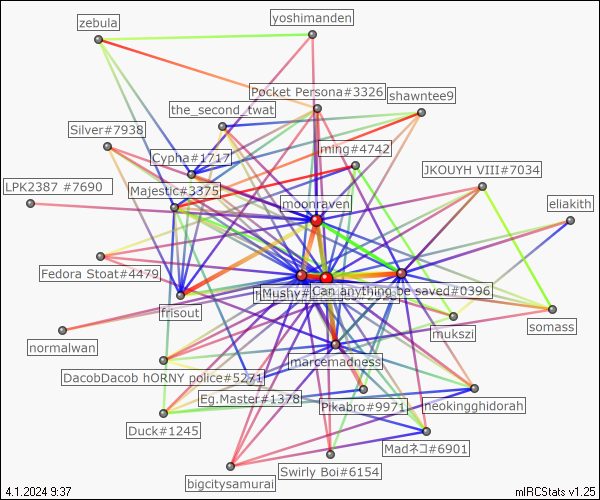 yoshimanden
zebula
Pocket Persona#3326
shawntee9
the_second_twat
Silver#7938
ming#4742
Cypha#1717
JKOUYH VIII#7034
LPK2387 #7690
Majestic#3375
moonraven
eliakith
Fedora Stoat#4479
Mushy
Can anything be saved#0396
frisout
somass
mukszi
normalwan
marcemadness
DacobDacob hORNY police#5271
Eg.Master#1378
Pikabro#9971
neokingghidorah
Duck#1245
Madネコ#6901
Swirly Boi#6154
bigcitysamurai
4.1.2024 9:37
mIRCStats v1.25